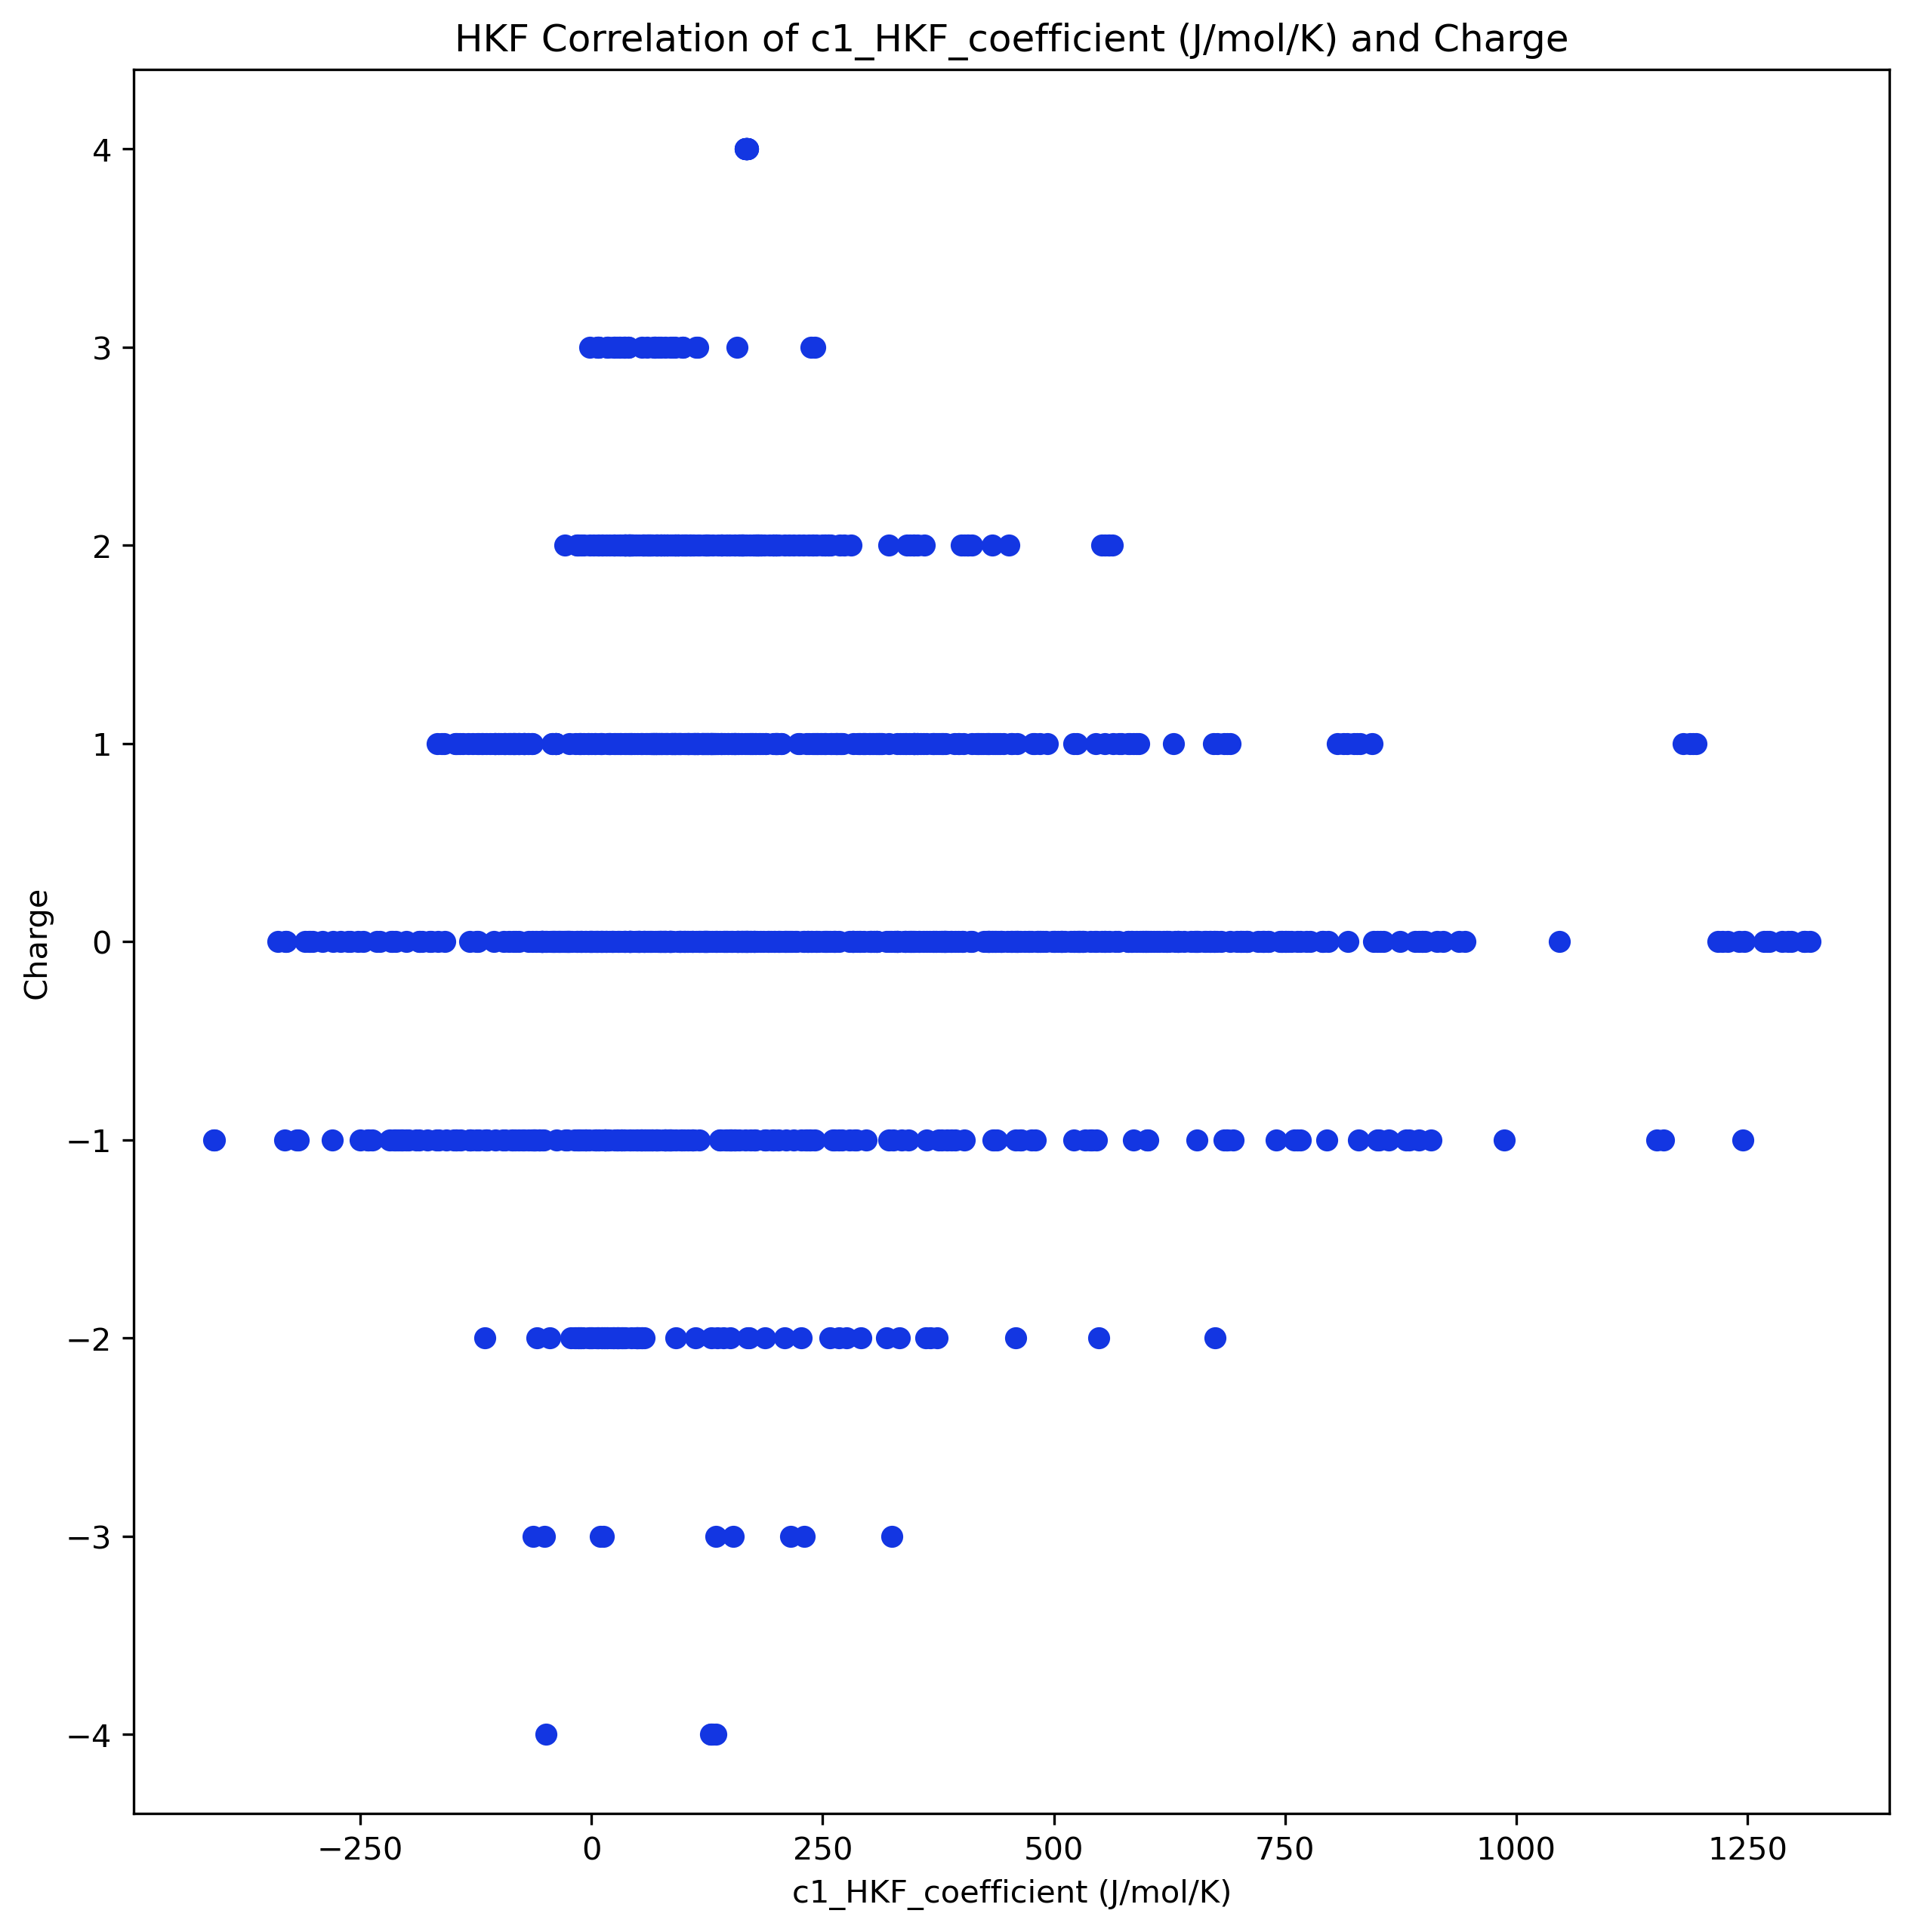 HKF Correlation of c1_HKF_coefficient (J/mol/K) and Charge
4
3
2
1
0
−1
−2
−3
−4
Charge
−250 0 250 500 750 1000 1250
c1_HKF_coefficient (J/mol/K)